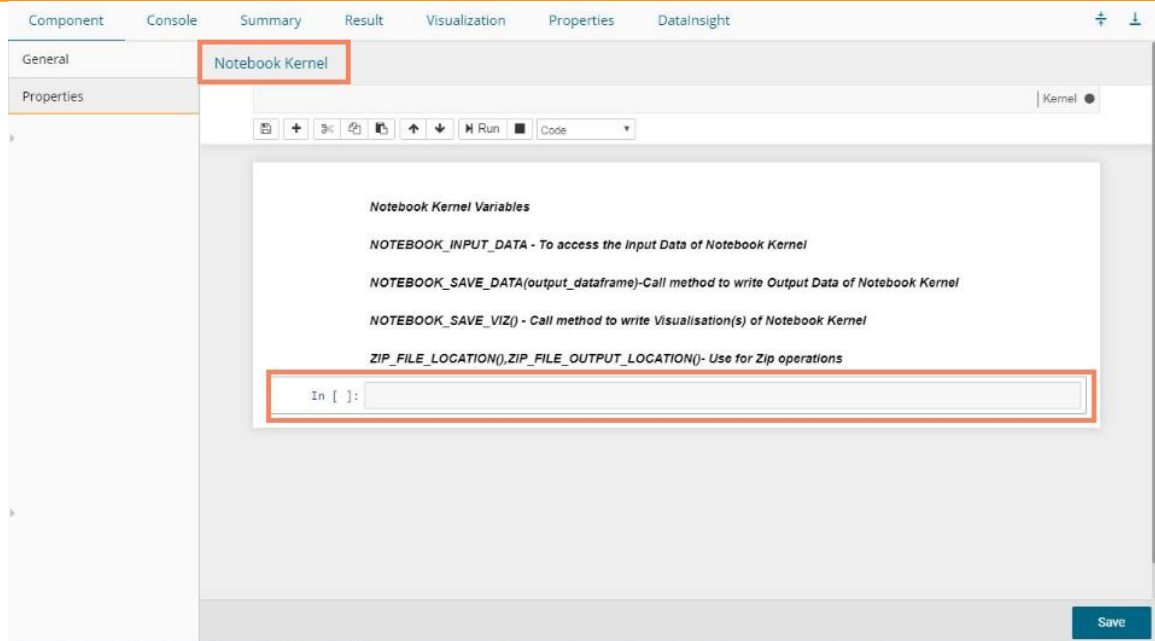 Component Console Summary Result Visualization Properties DataInsight
General
Notebook Kernel
Properties
Kernel
Run Code
Notebook Kernel Variables
NOTEBOOK_INPUT_DATA - To access the Input Data of Notebook Kernel
NOTEBOOK_SAVE_DATA(output_dataframe)-Call method to write Output Data of Notebook Kernel
NOTEBOOK_SAVE_VIZ() - Call method to write Visualisation(s) of Notebook Kernel
ZIP_FILE_LOCATION(),ZIP_FILE_OUTPUT_LOCATION()- Use for Zip operations
In [ ]:
Save